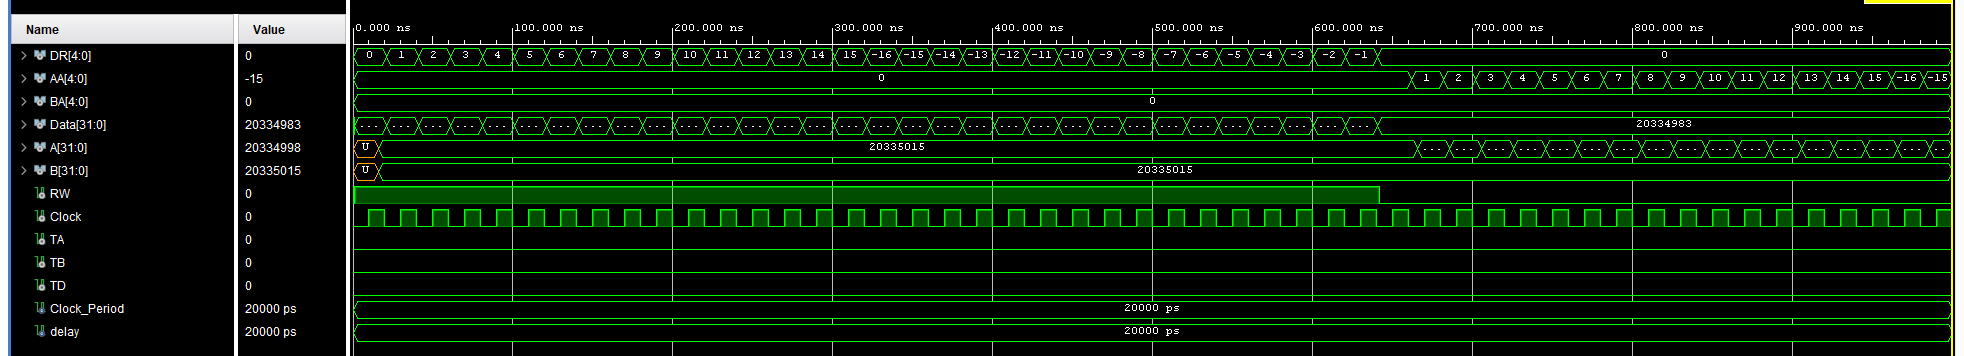 Name Value 0.000 ns 100.000 ns 200.000 ns 300.000 ns 400.000 ns 500.000 ns 600.000 ns 700.000 ns 800.000 ns 900.000 ns
DR[4:0] 0 0 1 2 3 4 5 6 7 8 9 10 11 12 13 14 15 -16 -15 -14 -13 -12 -11 -10 -9 -8 -7 -6 -5 -4 -3 -2 -1 0
AA[4:0] -15 0 1 2 3 4 5 6 7 8 9 10 11 12 13 14 15 -16 -15
BA[4:0] 0 0
Data[31:0] 20334983 ... ... ... ... ... ... ... ... ... ... ... ... ... ... ... ... ... ... ... ... ... ... ... ... ... ... ... ... ... ... ... ... 20334983
A[31:0] 20334998 U 20335015 ... ... ... ... ... ... ... ... ... ... ... ... ... ... ... ... ...
B[31:0] 20335015 U 20335015
RW 0
Clock 0
TA 0
TB 0
TD 0
Clock_Period 20000 ps 20000 ps
delay 20000 ps 20000 ps